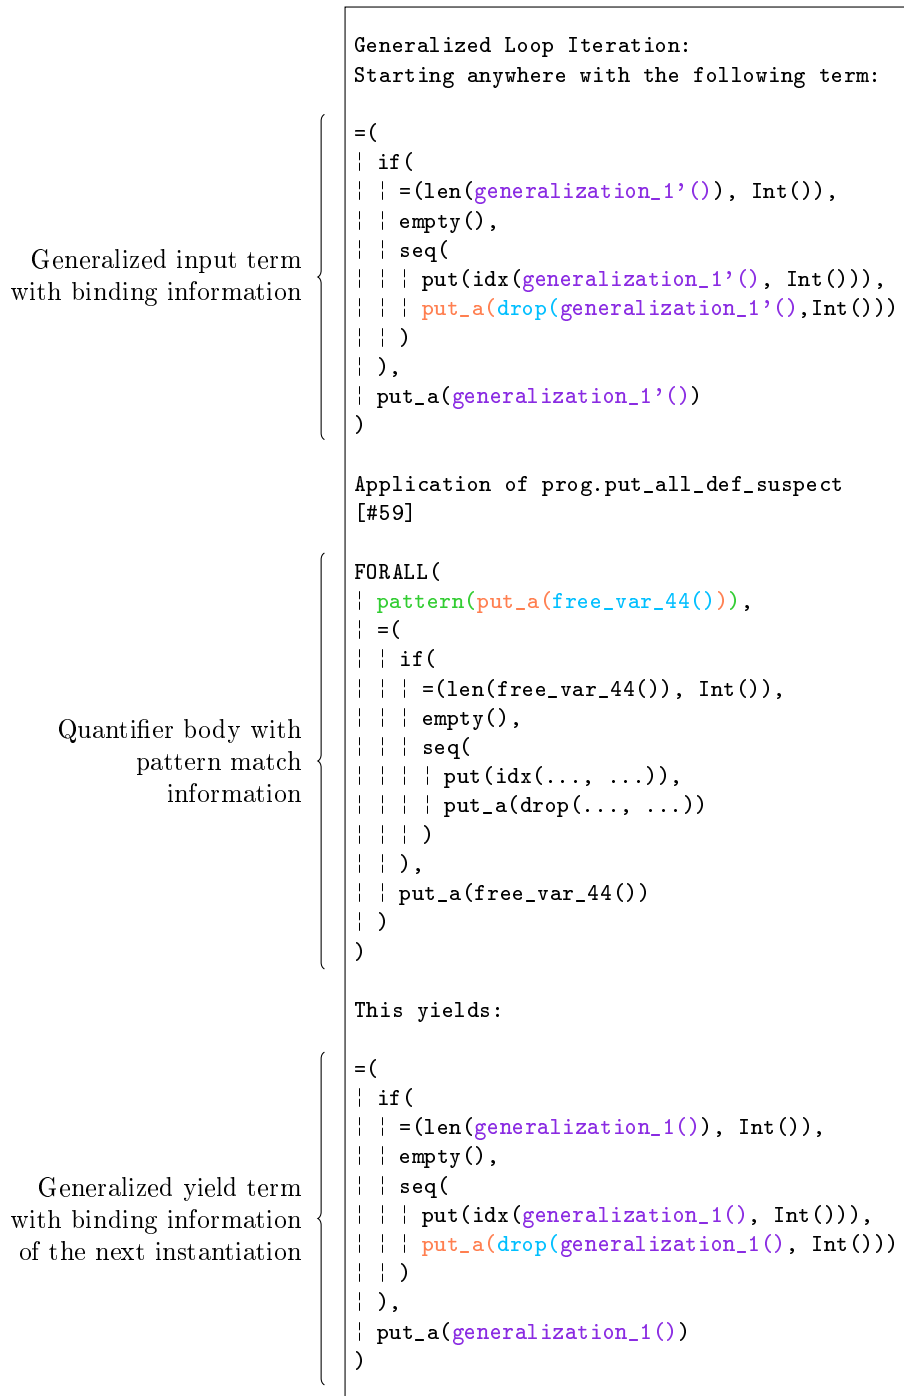 Generalized Loop Iteration:
Starting anywhere with the following term:
=(
¦ if(
¦ ¦ =(len(generalization_1'()), Int()),
¦ ¦ empty(),
¦ ¦ seq(
¦ ¦ ¦ put(idx(generalization_1'(), Int())),
¦ ¦ ¦ put_a(drop(generalization_1'(),Int()))
¦ ¦ )
¦ ),
¦ put_a(generalization_1'())
)
Generalized input term
with binding information
Application of prog.put_all_def_suspect
[#59]
FORALL(
¦ pattern(put_a(free_var_44())),
¦ =(
¦ ¦ if(
¦ ¦ ¦ =(len(free_var_44()), Int()),
¦ ¦ ¦ empty(),
¦ ¦ ¦ seq(
¦ ¦ ¦ ¦ put(idx(..., ...)),
¦ ¦ ¦ ¦ put_a(drop(..., ...))
¦ ¦ ¦ )
¦ ¦ ),
¦ ¦ put_a(free_var_44())
¦ )
)
Quantifier body with
pattern match
information
This yields:
=(
¦ if(
¦ ¦ =(len(generalization_1()), Int()),
¦ ¦ empty(),
¦ ¦ seq(
¦ ¦ ¦ put(idx(generalization_1(), Int())),
¦ ¦ ¦ put_a(drop(generalization_1(), Int()))
¦ ¦ )
¦ ),
¦ put_a(generalization_1())
)
Generalized yield term
with binding information
of the next instantiation